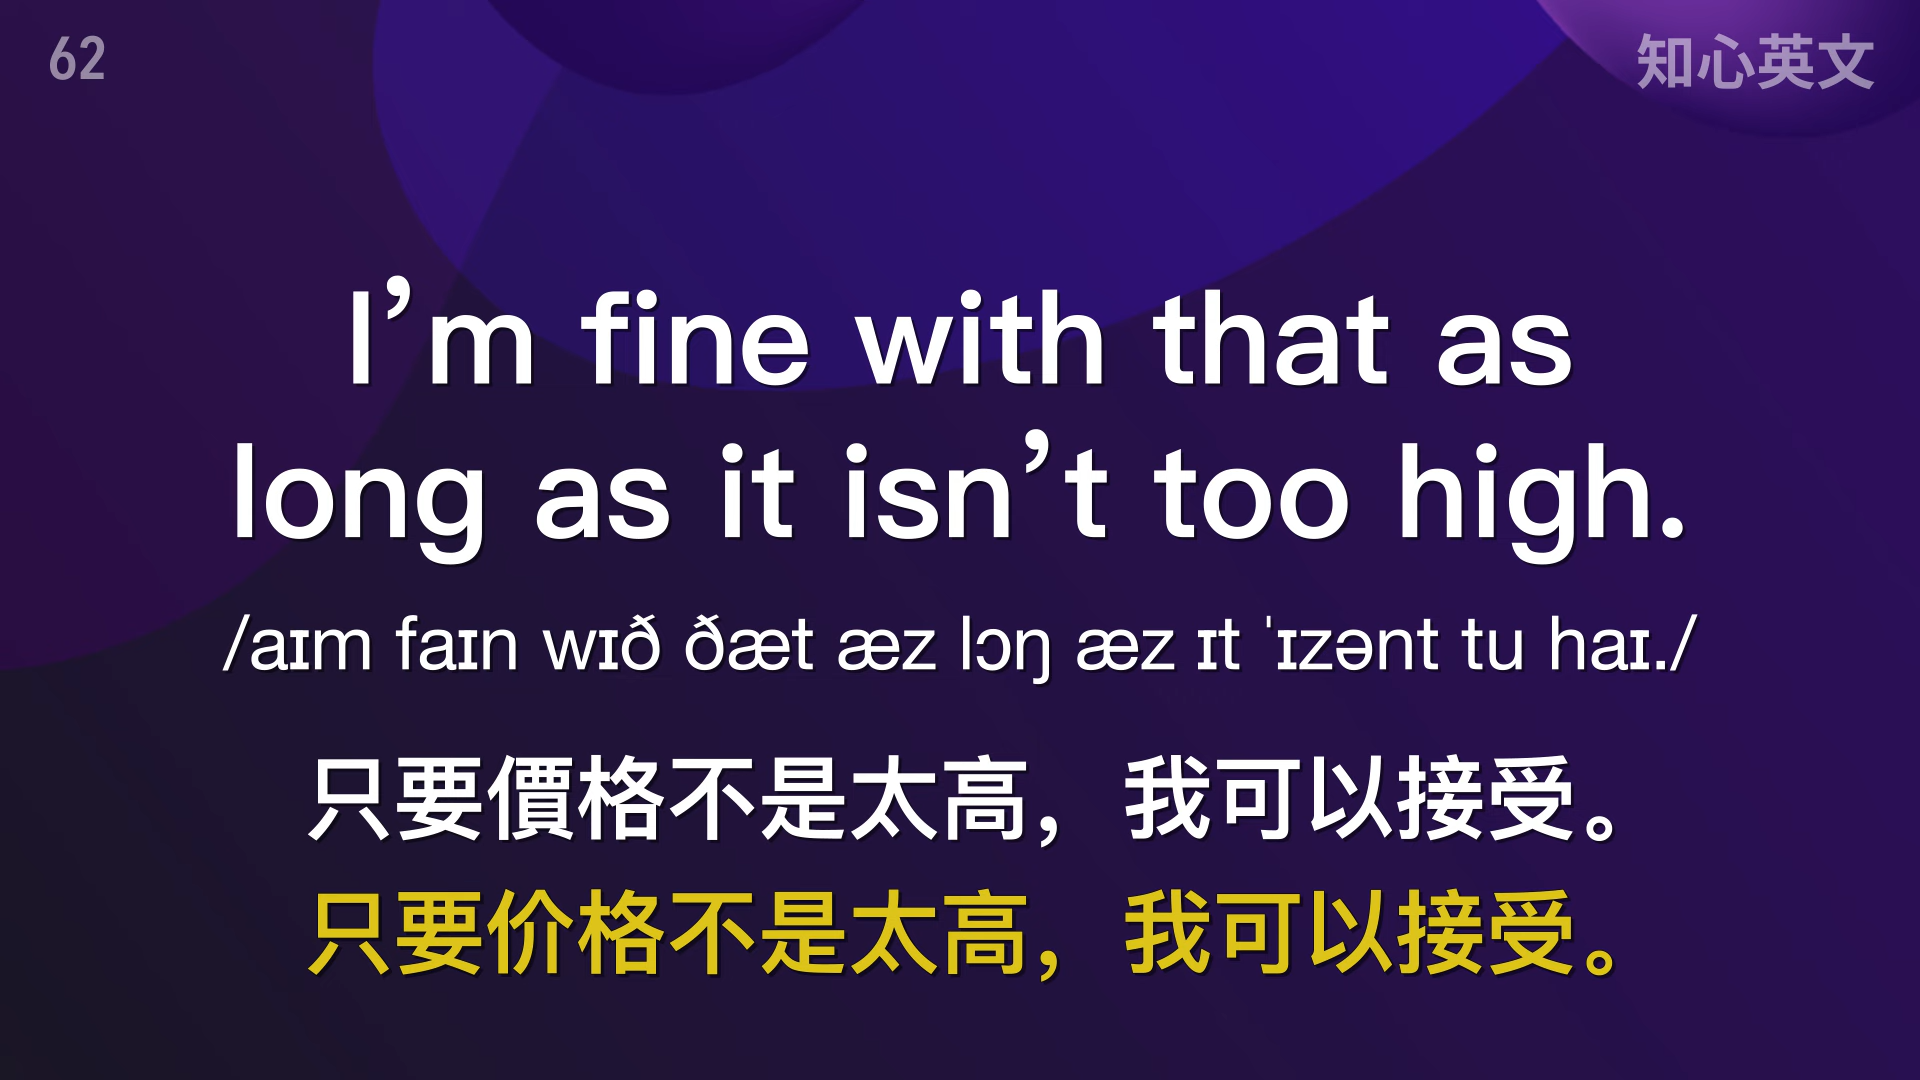 62
知心英文
I’m fine with that as
long as it isn’t too high.
/aɪm faɪn wɪð ðæt æz lɔŋ æz ɪt ˈɪzənt tu haɪ./
只要價格不是太高，我可以接受。
只要价格不是太高，我可以接受。